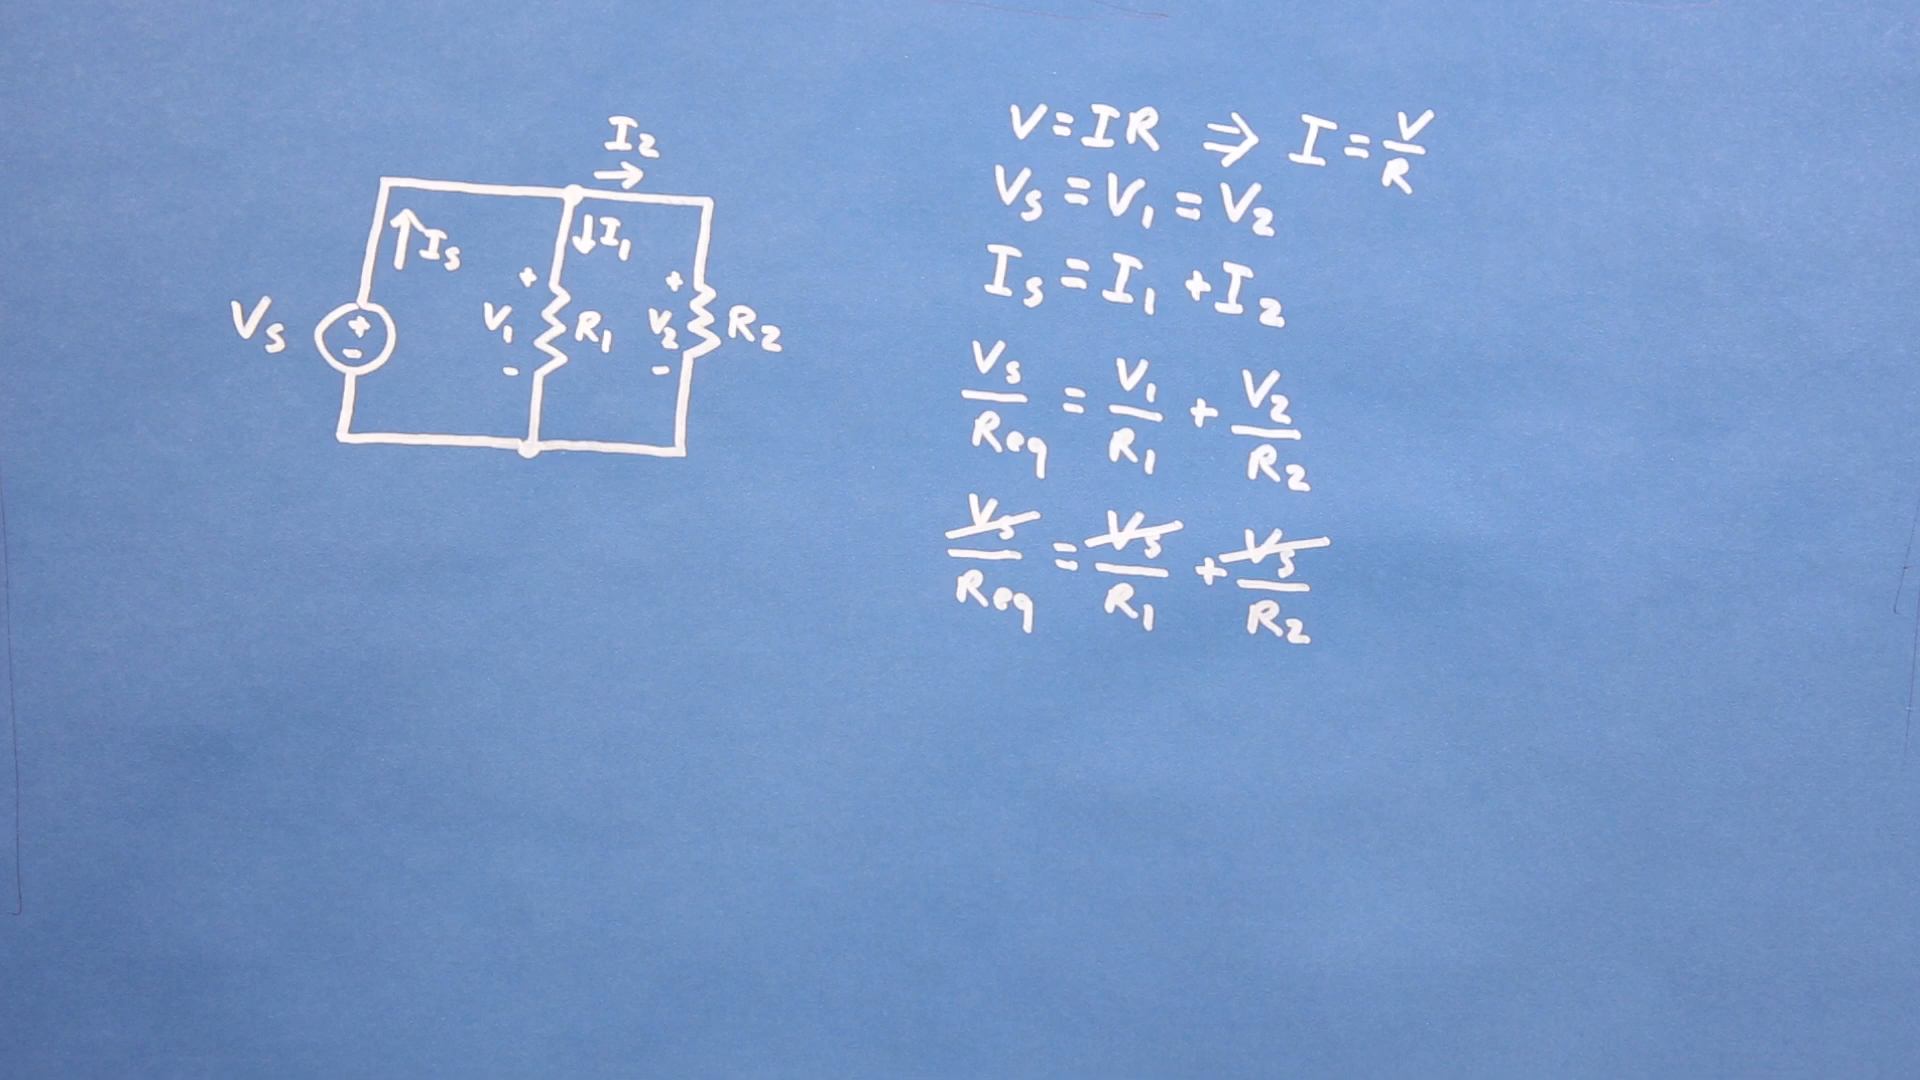 I2
→
↑Is
↓I1
Vs
+
-
+
V1
-
R1
+
V2
-
R2
V=IR ⇒ I=V/R
Vs=V1=V2
Is=I1+I2
Vs/Req=V1/R1+V2/R2
Vs/Req=Vs/R1+Vs/R2